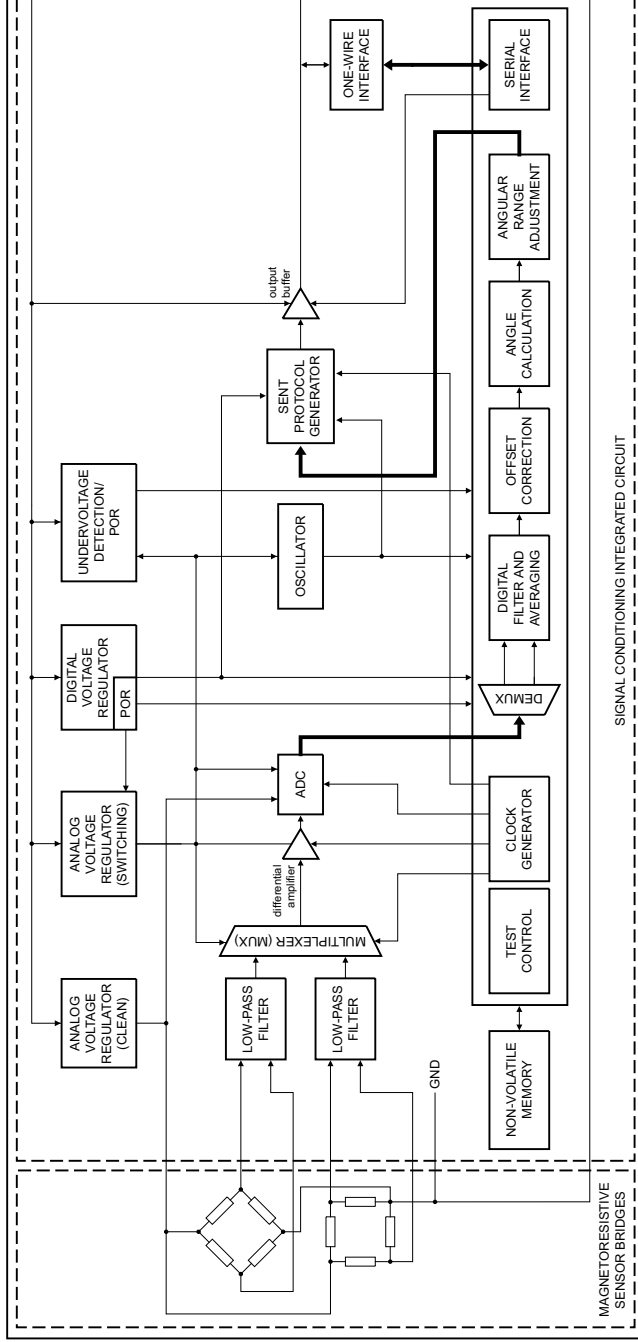 MAGNETORESISTIVE
SENSOR BRIDGES
ANALOG
VOLTAGE
REGULATOR
(CLEAN)
ANALOG
VOLTAGE
REGULATOR
(SWITCHING)
DIGITAL
VOLTAGE
REGULATOR
POR
UNDERVOLTAGE
DETECTION/
POR
LOW-PASS
FILTER
LOW-PASS
FILTER
MULTIPLEXER (MUX)
differential
amplifier
ADC
OSCILLATOR
SENT
PROTOCOL
GENERATOR
output
buffer
ONE-WIRE
INTERFACE
GND
NON-VOLATILE
MEMORY
TEST
CONTROL
CLOCK
GENERATOR
DEMUX
DIGITAL
FILTER AND
AVERAGING
OFFSET
CORRECTION
ANGLE
CALCULATION
ANGULAR
RANGE
ADJUSTMENT
SERIAL
INTERFACE
SIGNAL CONDITIONING INTEGRATED CIRCUIT